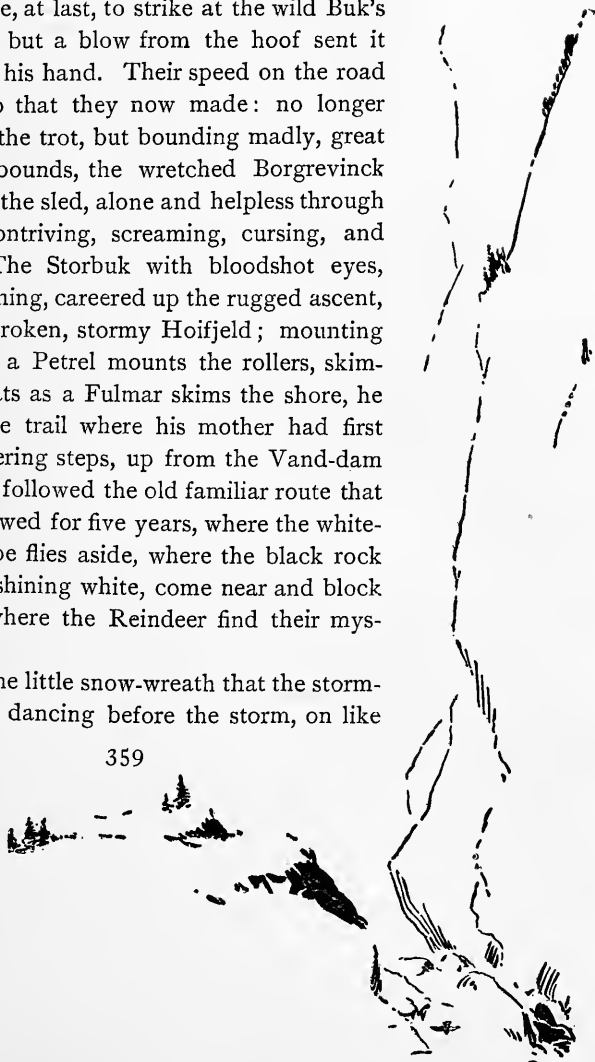 e, at last, to strike at the wild Buk's
but a blow from the hoof sent it
his hand. Their speed on the road
that they now made: no longer
the trot, but bounding madly, great
ounds, the wretched Borgrevinck
the sled, alone and helpless through
ontriving, screaming, cursing, and
The Storbuk with bloodshot eyes,
ning, careered up the rugged ascent,
roken, stormy Hoifjeld; mounting
a Petrel mounts the rollers, skim-
ts as a Fulmar skims the shore, he
e trail where his mother had first
ering steps, up from the Vand-dam
followed the old familiar route that
wed for five years, where the white-
oe flies aside, where the black rock
shining white, come near and block
where the Reindeer find their mys-
he little snow-wreath that the storm-
dancing before the storm, on like
359